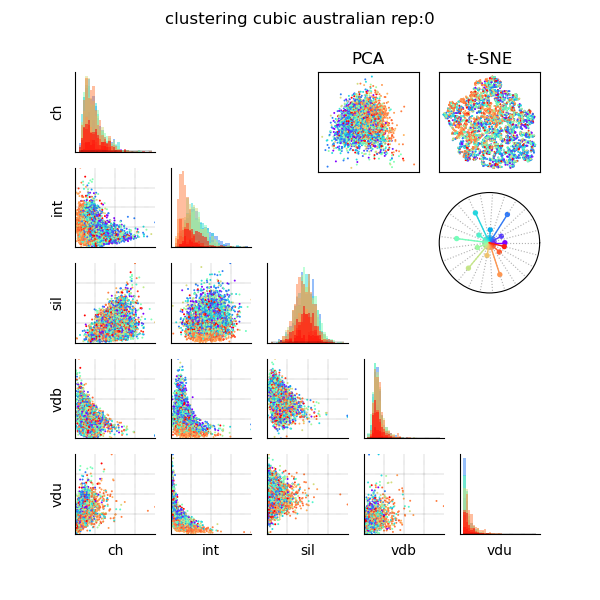 clustering cubic australian rep:0
PCA
t-SNE
ch
int
sil
vdb
vdu
ch
int
sil
vdb
vdu